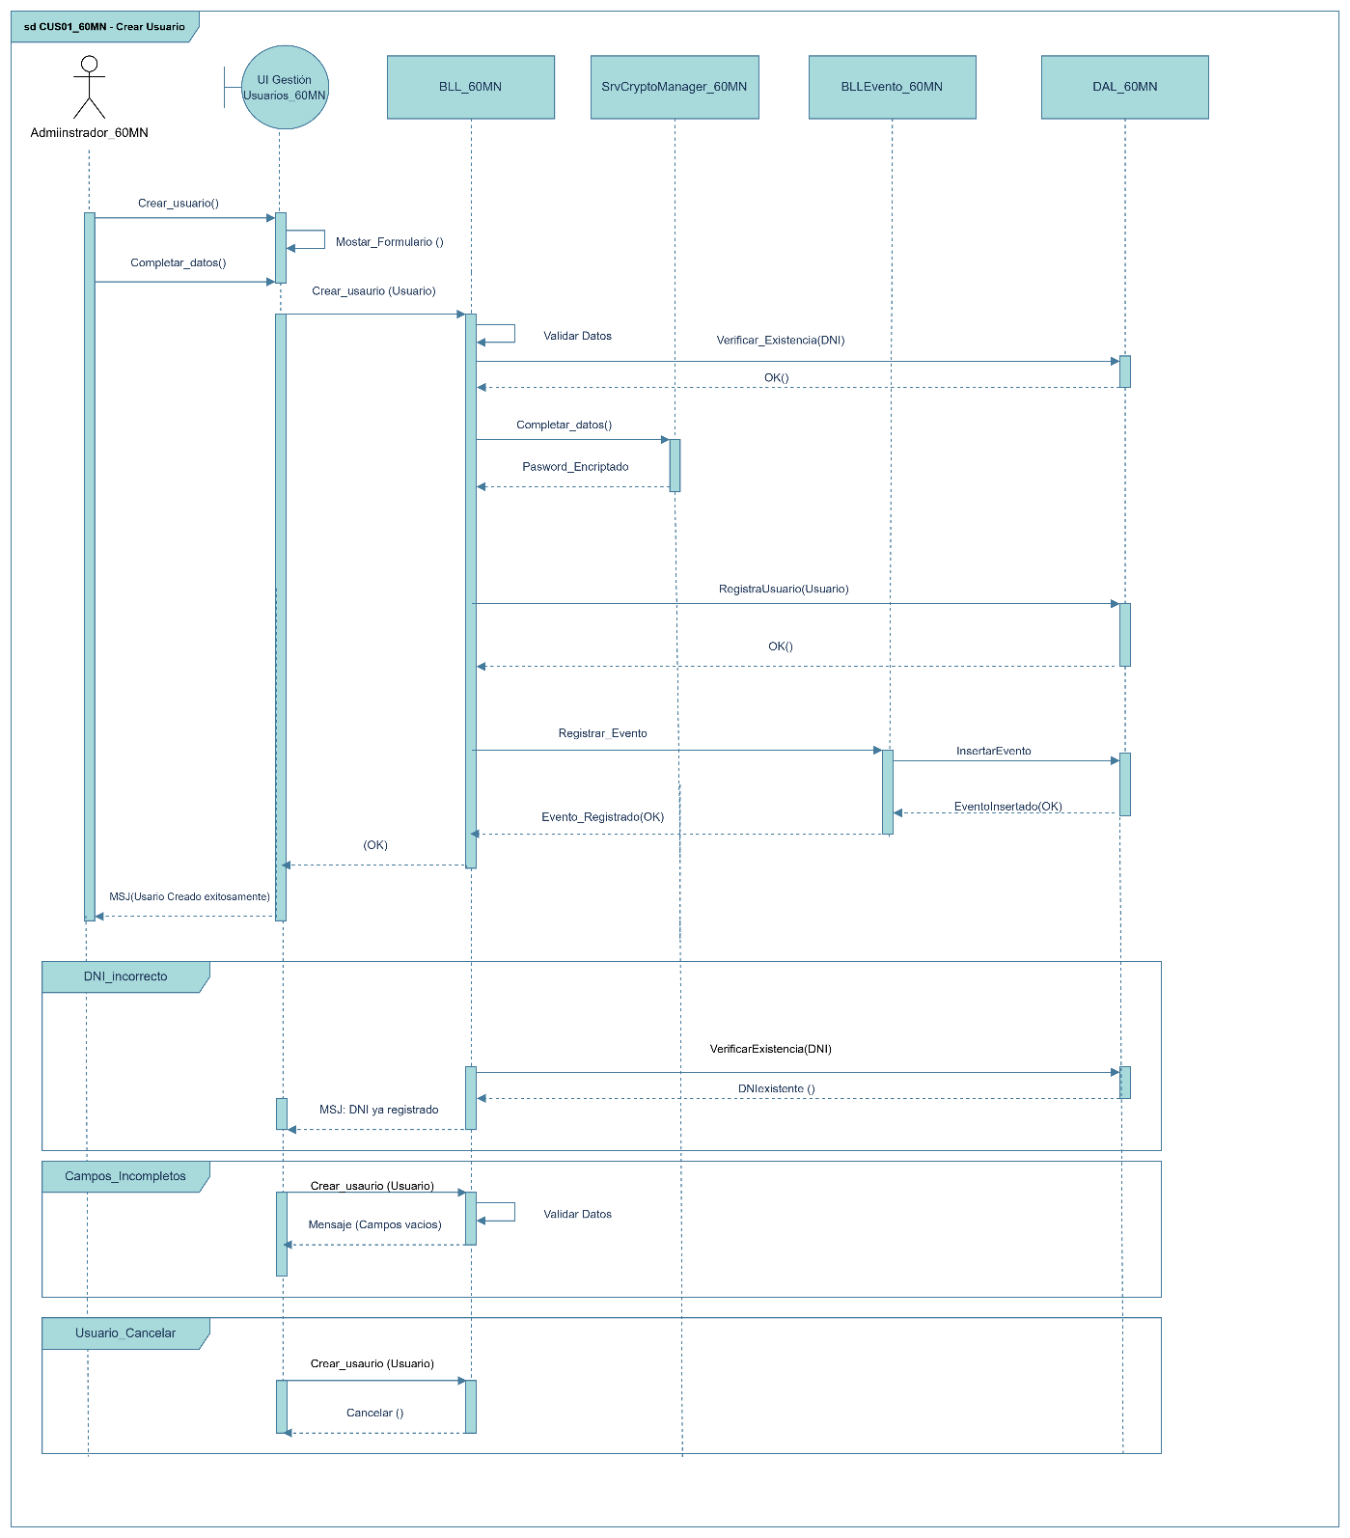 sd CUS01_60MN - Crear Usuario
Admiinstrador_60MN
UI Gestión
Usuarios_60MN
BLL_60MN
SrvCryptoManager_60MN
BLLEvento_60MN
DAL_60MN
Crear_usuario()
Mostar_Formulario ()
Completar_datos()
Crear_usaurio (Usuario)
Validar Datos
Verificar_Existencia(DNI)
OK()
Completar_datos()
Pasword_Encriptado
RegistraUsuario(Usuario)
OK()
Registrar_Evento
InsertarEvento
EventoInsertado(OK)
Evento_Registrado(OK)
(OK)
MSJ(Usario Creado exitosamente)
DNI_incorrecto
VerificarExistencia(DNI)
DNIexistente ()
MSJ: DNI ya registrado
Campos_Incompletos
Crear_usaurio (Usuario)
Validar Datos
Mensaje (Campos vacios)
Usuario_Cancelar
Crear_usaurio (Usuario)
Cancelar ()